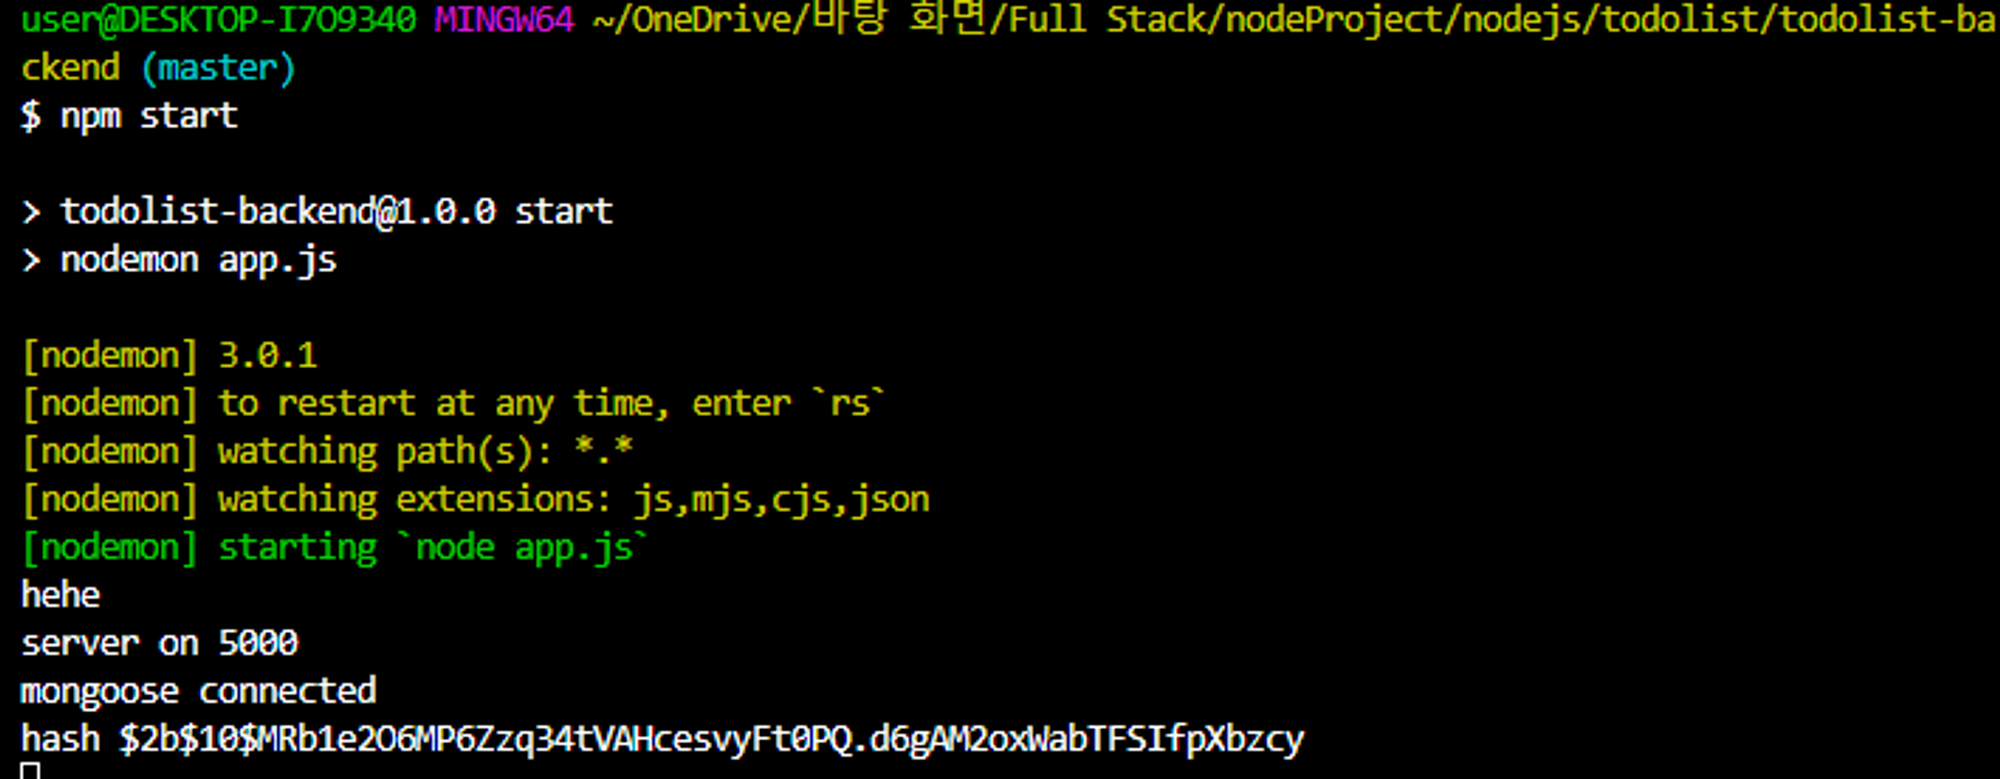 user@DESKTOP-I7O9340 MINGW64 ~/OneDrive/바탕 화면/Full Stack/nodeProject/nodejs/todolist/todolist-ba
ckend (master)
$ npm start
> todolist-backend@1.0.0 start
> nodemon app.js
[nodemon] 3.0.1
[nodemon] to restart at any time, enter `rs`
[nodemon] watching path(s): *.*
[nodemon] watching extensions: js,mjs,cjs,json
[nodemon] starting `node app.js`
hehe
server on 5000
mongoose connected
hash $2b$10$MRb1e2O6MP6Zzq34tVAHcesvyFt0PQ.d6gAM2oxWabTFSIfpXbzcy